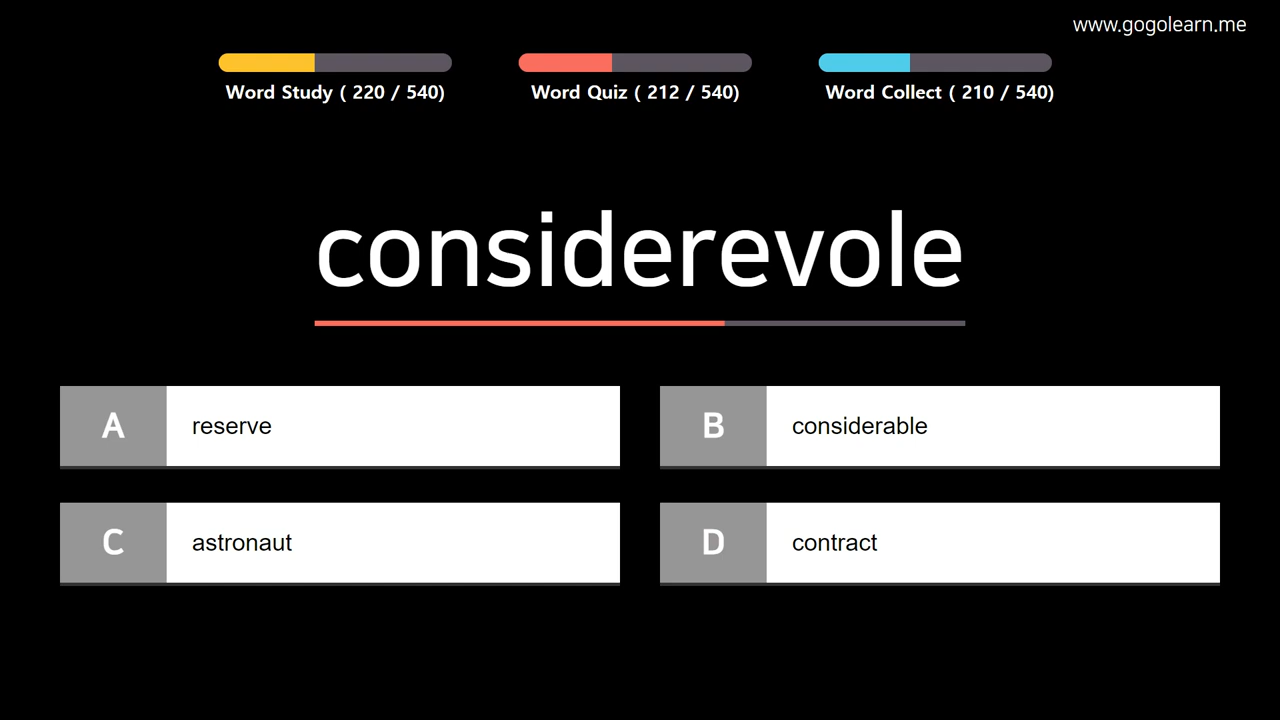 www.gogolearn.me
Word Study ( 220 / 540)
Word Quiz ( 212 / 540)
Word Collect ( 210 / 540)
considerevole
A reserve
B considerable
C astronaut
D contract